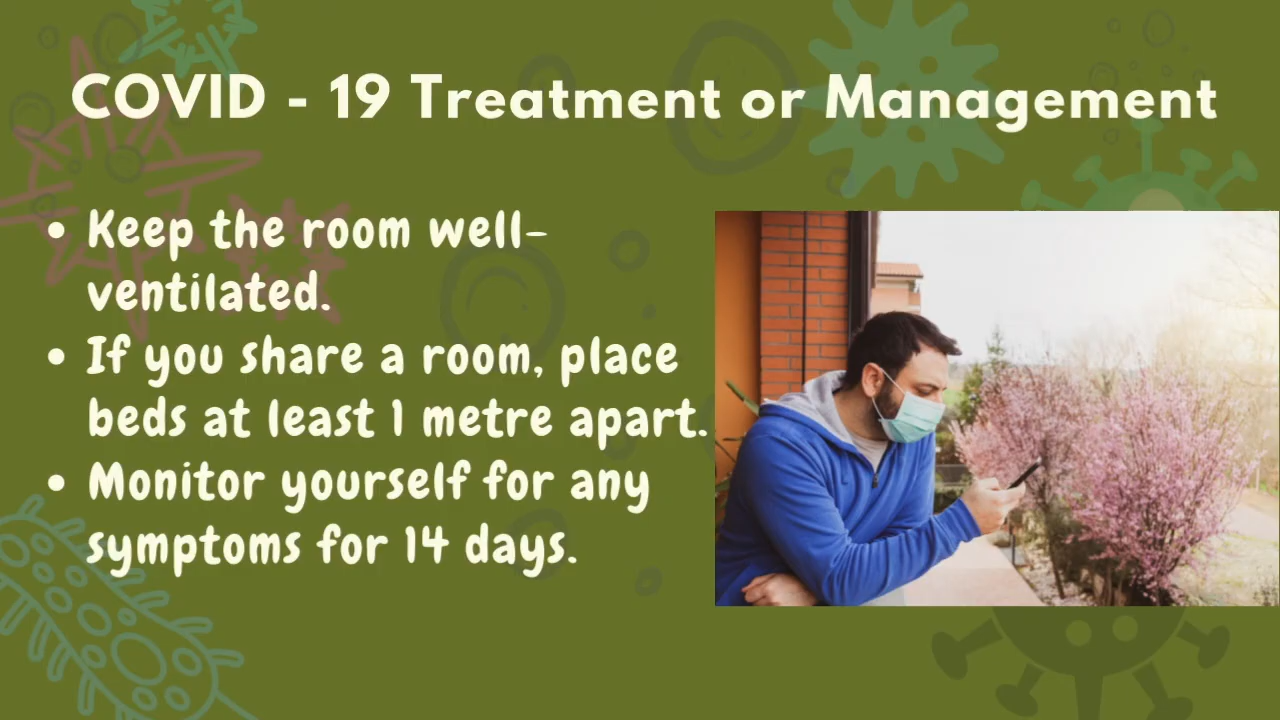 COVID - 19 Treatment or Management
• Keep the room well-
ventilated.
• If you share a room, place
beds at least 1 metre apart.
• Monitor yourself for any
symptoms for 14 days.